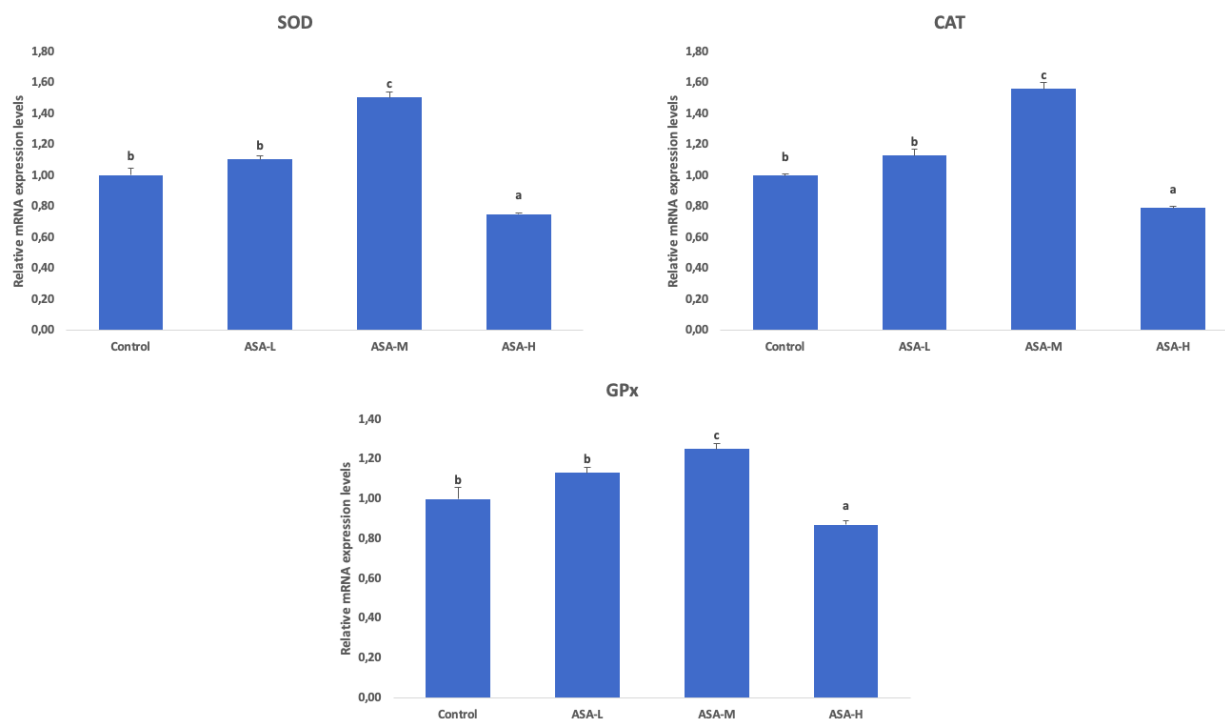 SOD
Relative mRNA expression levels
1,80
1,60
1,40
1,20
1,00
0,80
0,60
0,40
0,20
0,00
b
b
c
a
Control ASA-L ASA-M ASA-H
CAT
Relative mRNA expression levels
1,80
1,60
1,40
1,20
1,00
0,80
0,60
0,40
0,20
0,00
b
b
c
a
Control ASA-L ASA-M ASA-H
GPx
Relative mRNA expression levels
1,40
1,20
1,00
0,80
0,60
0,40
0,20
0,00
b
b
c
a
Control ASA-L ASA-M ASA-H